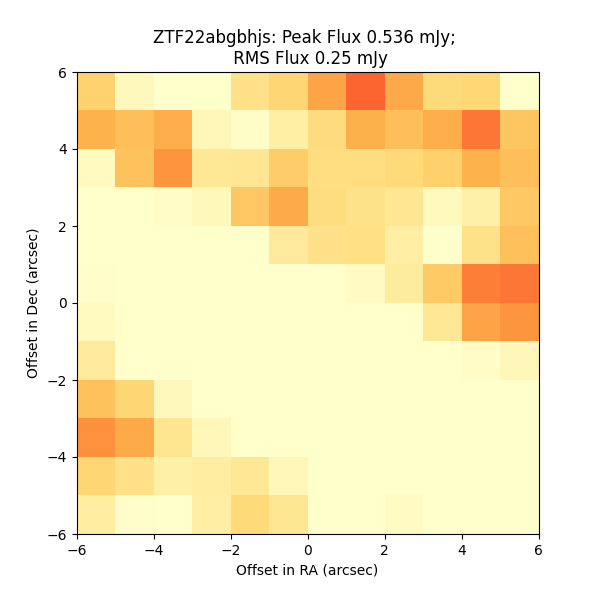 ZTF22abgbhjs: Peak Flux 0.536 mJy;
RMS Flux 0.25 mJy
6
4
2
0
−2
−4
−6
Offset in Dec (arcsec)
−6 −4 −2 0 2 4 6
Offset in RA (arcsec)